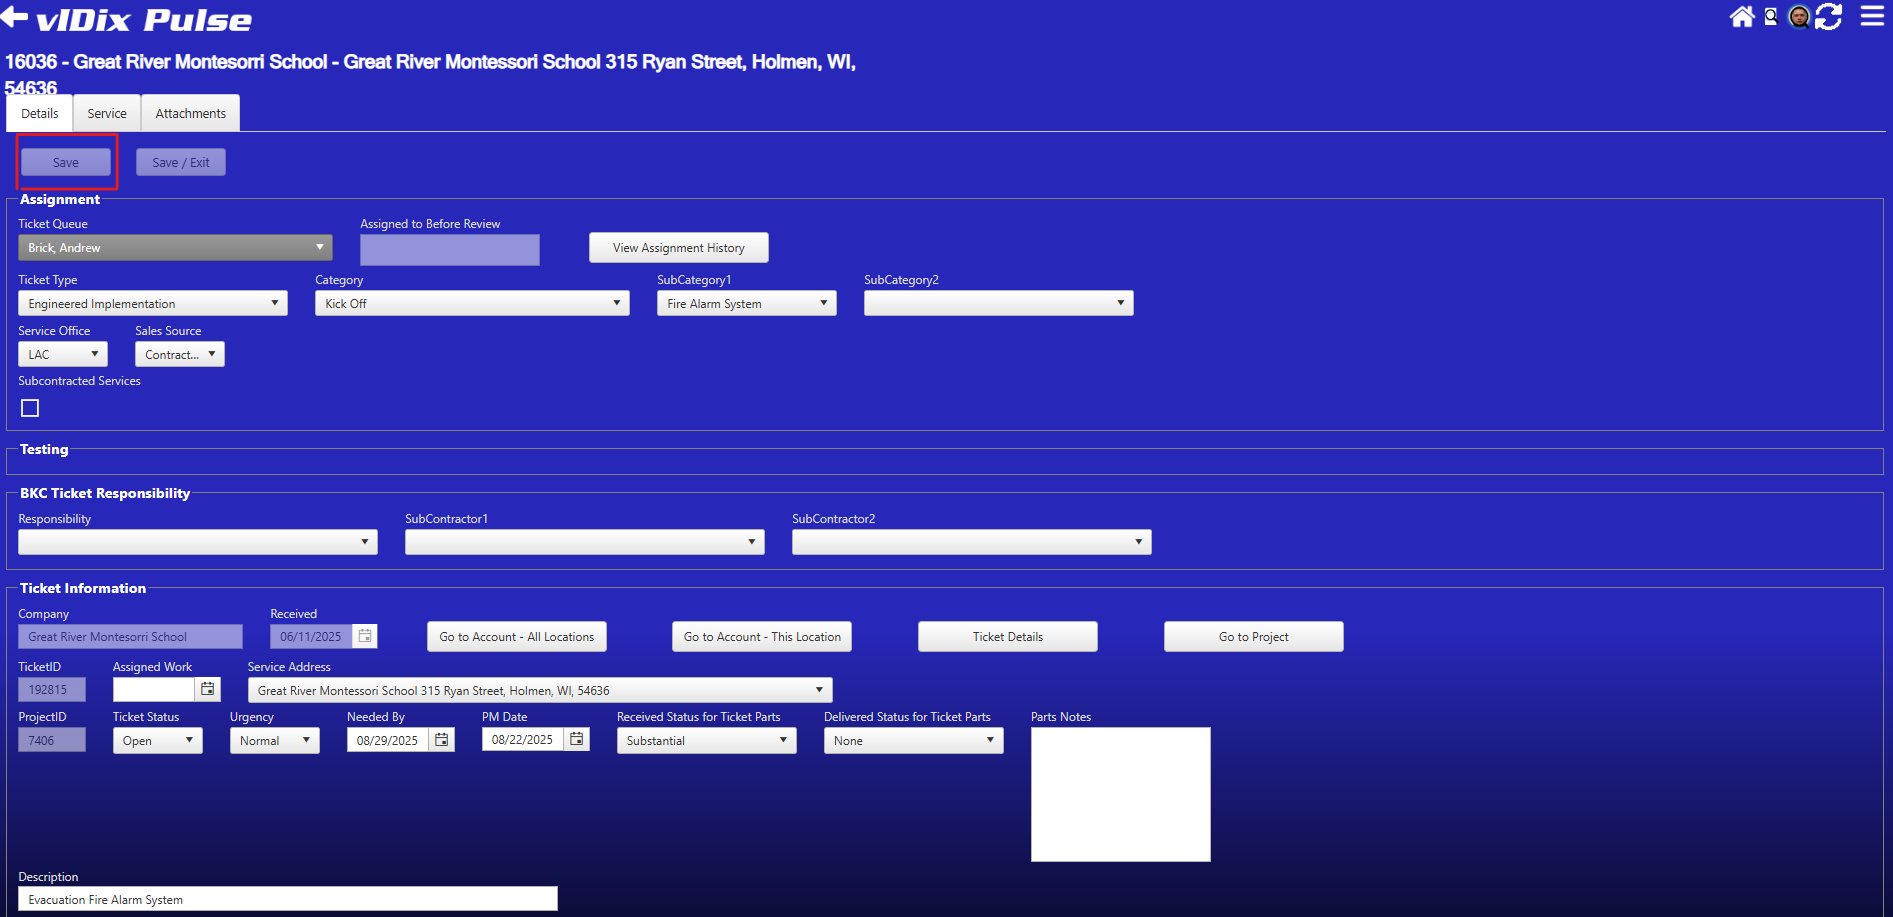 vIDix Pulse
16036 - Great River Montesorri School - Great River Montessori School 315 Ryan Street, Holmen, WI,
54636
Details Service Attachments
Save Save / Exit
Assignment
Ticket Queue Assigned to Before Review
Brick, Andrew View Assignment History
Ticket Type Category SubCategory1 SubCategory2
Engineered Implementation Kick Off Fire Alarm System
Service Office Sales Source
LAC Contract...
Subcontracted Services
Testing
BKC Ticket Responsibility
Responsibility SubContractor1 SubContractor2
Ticket Information
Company Received
Great River Montesorri School 06/11/2025 Go to Account - All Locations Go to Account - This Location Ticket Details Go to Project
TicketID Assigned Work Service Address
192815 Great River Montessori School 315 Ryan Street, Holmen, WI, 54636
ProjectID Ticket Status Urgency Needed By PM Date Received Status for Ticket Parts Delivered Status for Ticket Parts Parts Notes
7406 Open Normal 08/29/2025 08/22/2025 Substantial None
Description
Evacuation Fire Alarm System